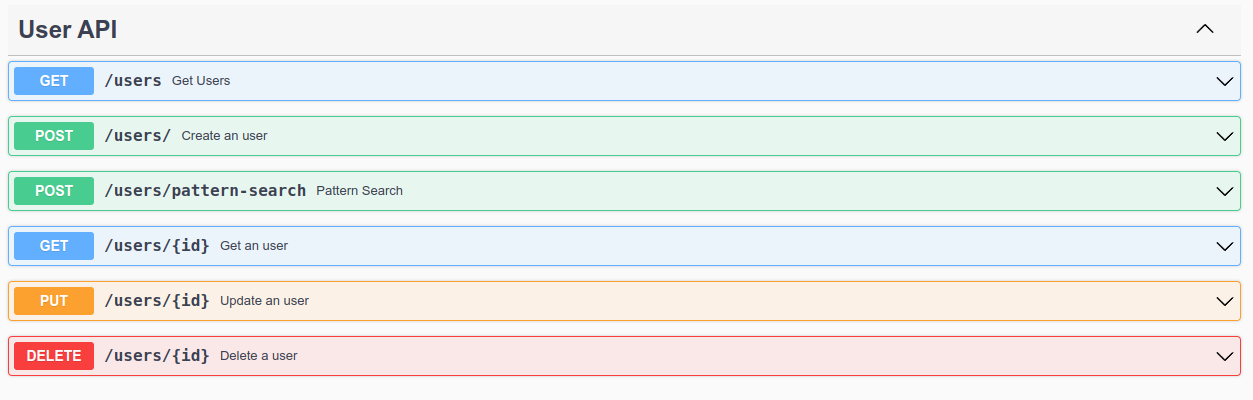 User API
GET /users Get Users
POST /users/ Create an user
POST /users/pattern-search Pattern Search
GET /users/{id} Get an user
PUT /users/{id} Update an user
DELETE /users/{id} Delete a user